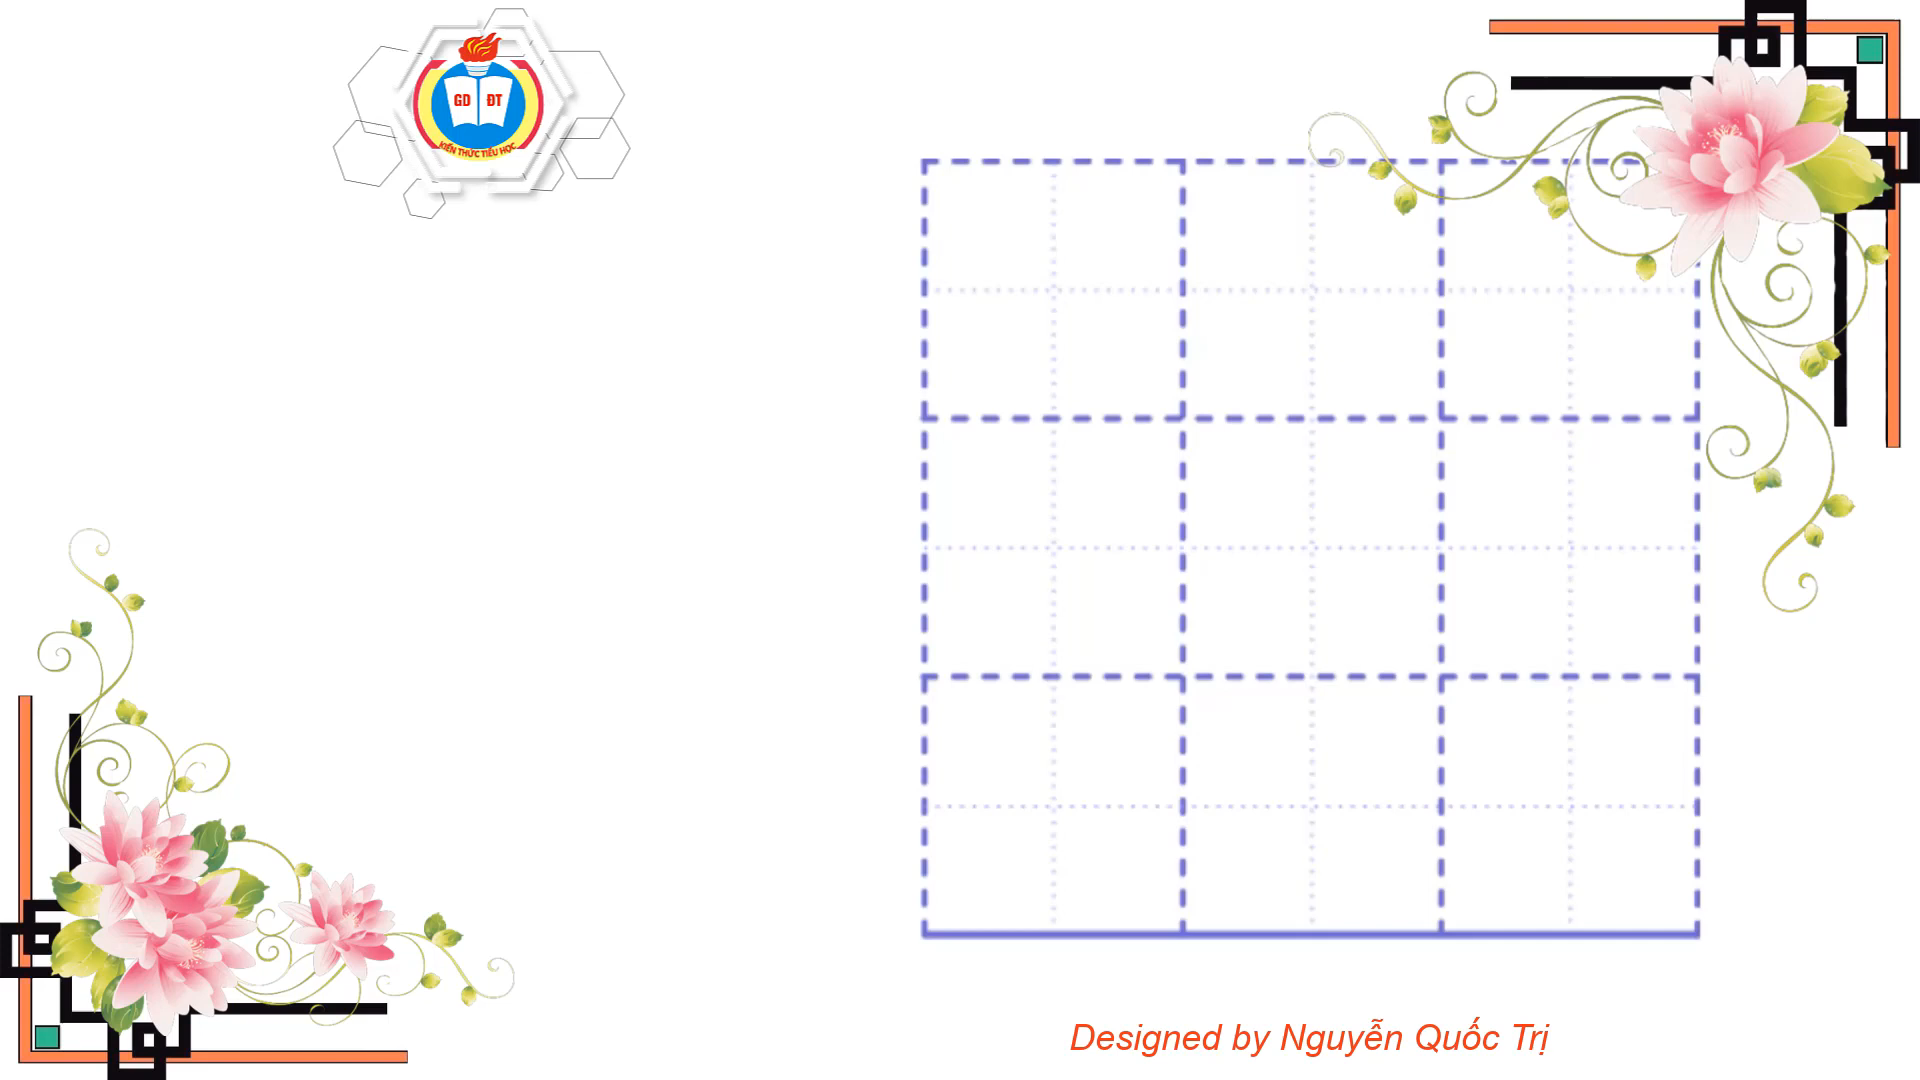 GD ĐT
KIẾN THỨC TIỂU HỌC
Designed by Nguyễn Quốc Trị